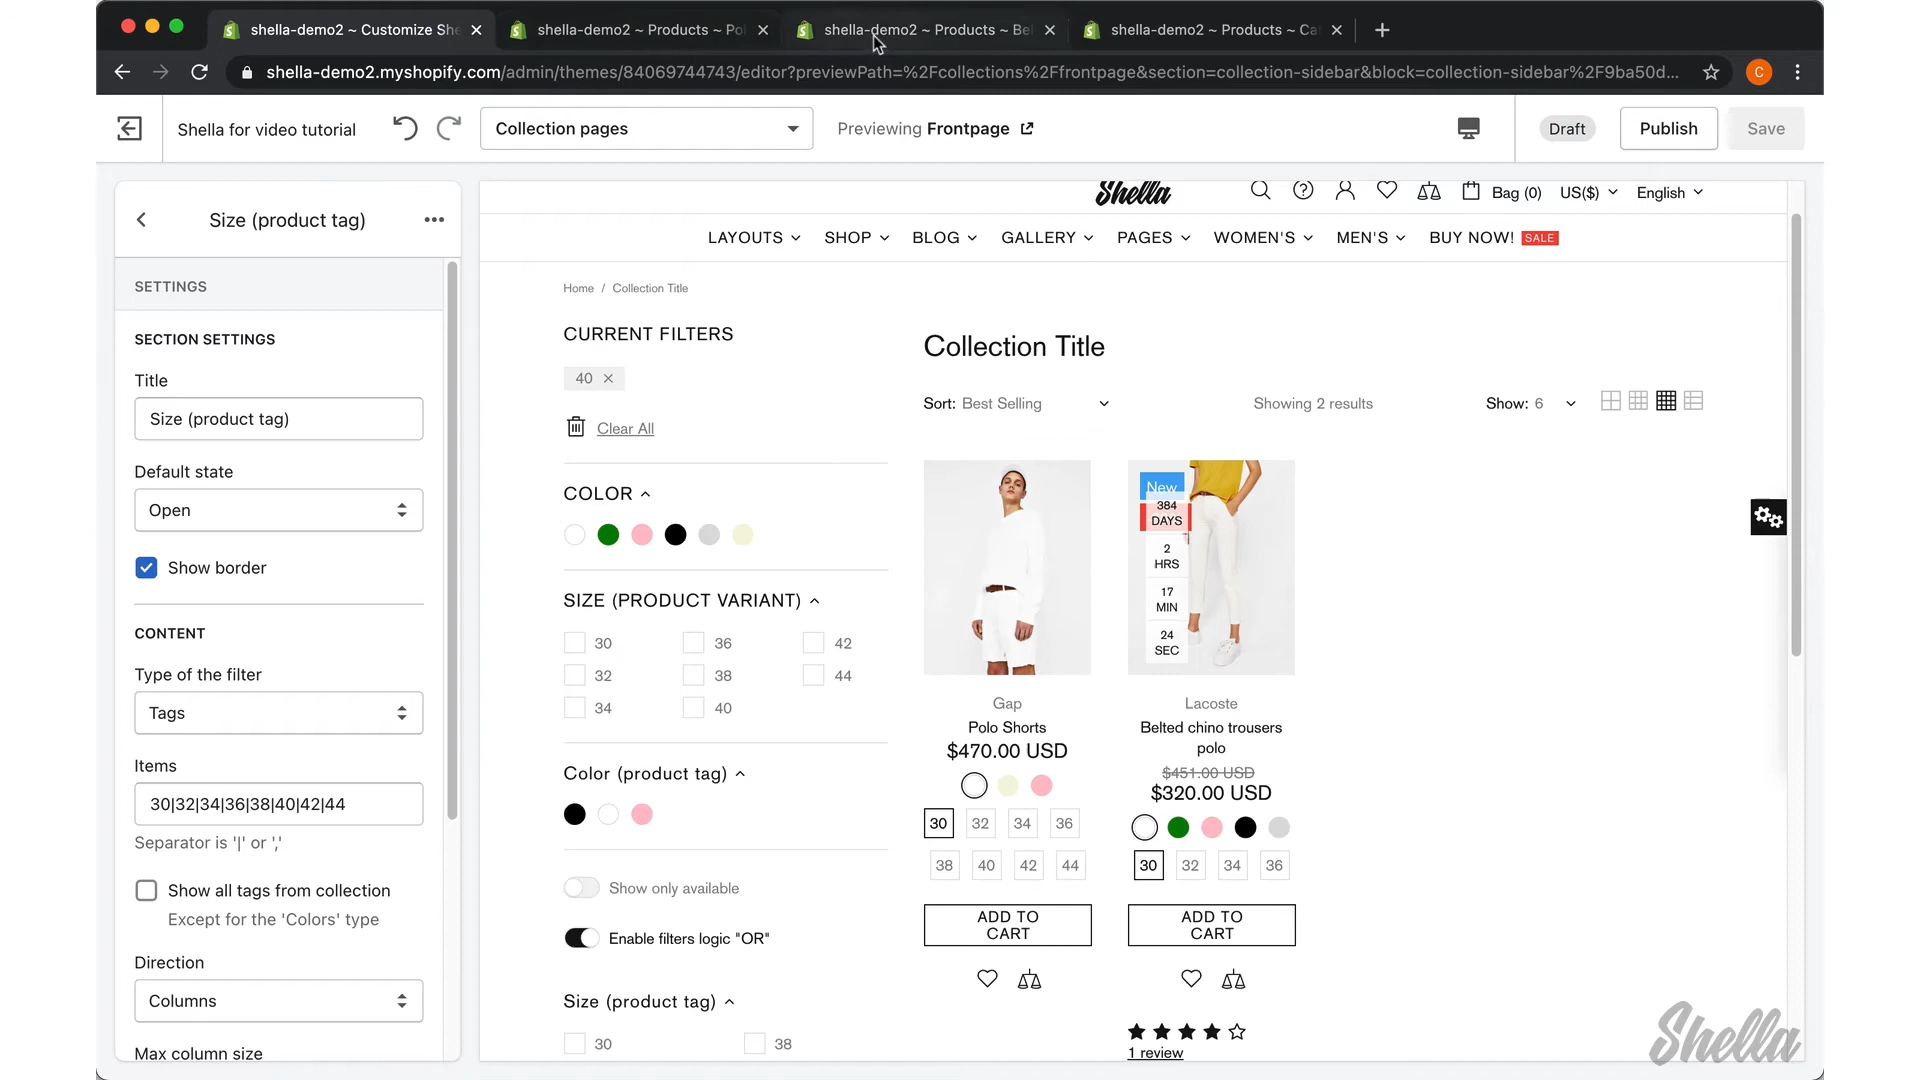 shella-demo2 ~ Customize She
shella-demo2 ~ Products ~ Pol
shella-demo2 ~ Products ~ Bel
shella-demo2 ~ Products ~ Cat
shella-demo2.myshopify.com/admin/themes/84069744743/editor?previewPath=%2Fcollections%2Ffrontpage&section=collection-sidebar&block=collection-sidebar%2F9ba50d...
C
Shella for video tutorial
Collection pages
Previewing Frontpage
Draft
Publish
Save
Size (product tag)
SETTINGS
SECTION SETTINGS
Title
Size (product tag)
Default state
Open
Show border
CONTENT
Type of the filter
Tags
Items
30|32|34|36|38|40|42|44
Separator is '|' or ','
Show all tags from collection
Except for the 'Colors' type
Direction
Columns
Max column size
Shella
Bag (0)
US($)
English
LAYOUTS
SHOP
BLOG
GALLERY
PAGES
WOMEN'S
MEN'S
BUY NOW! SALE
Home / Collection Title
CURRENT FILTERS
40
Clear All
COLOR
SIZE (PRODUCT VARIANT)
30 36 42
32 38 44
34 40
Color (product tag)
Show only available
Enable filters logic "OR"
Size (product tag)
30 38
Collection Title
Sort: Best Selling
Showing 2 results
Show: 6
Gap
Polo Shorts
$470.00 USD
30 32 34 36
38 40 42 44
ADD TO
CART
New
384
DAYS
2
HRS
17
MIN
24
SEC
Lacoste
Belted chino trousers
polo
$451.00 USD
$320.00 USD
30 32 34 36
ADD TO
CART
1 review
Shella